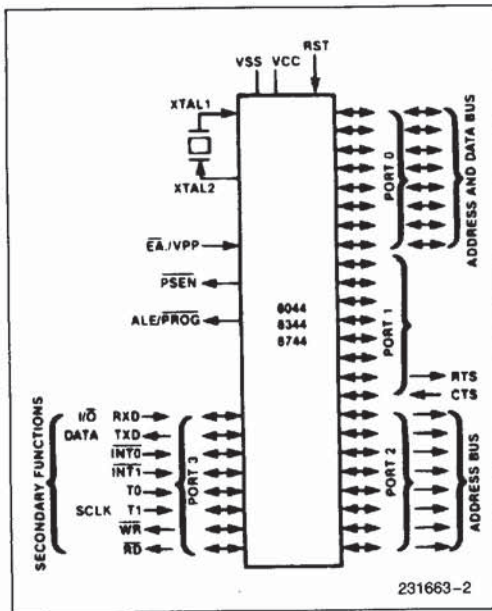 RST
VSS VCC
XTAL1
XTAL2
EA./VPP
PSEN
ALE/PROG
8044
8344
8744
PORT 0
ADDRESS AND DATA BUS
PORT 1
RTS
CTS
PORT 2
ADDRESS BUS
SECONDARY FUNCTIONS
I/O RXD
DATA TXD
INT0
INT1
T0
SCLK T1
WR
RD
PORT 3
231663-2